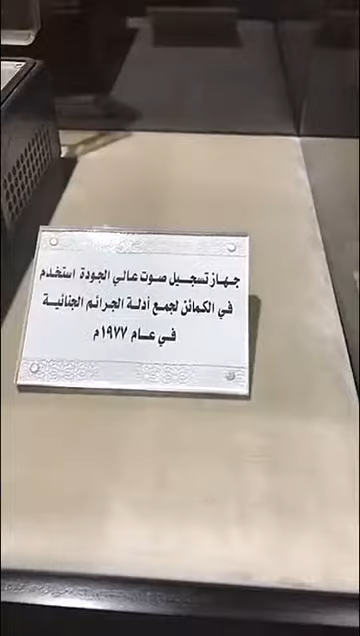 جهاز تسجيل صوت عالي الجودة استخدم
في الكمائن لجمع أدلة الجرائم الجنائية
في عام ١٩٧٧م